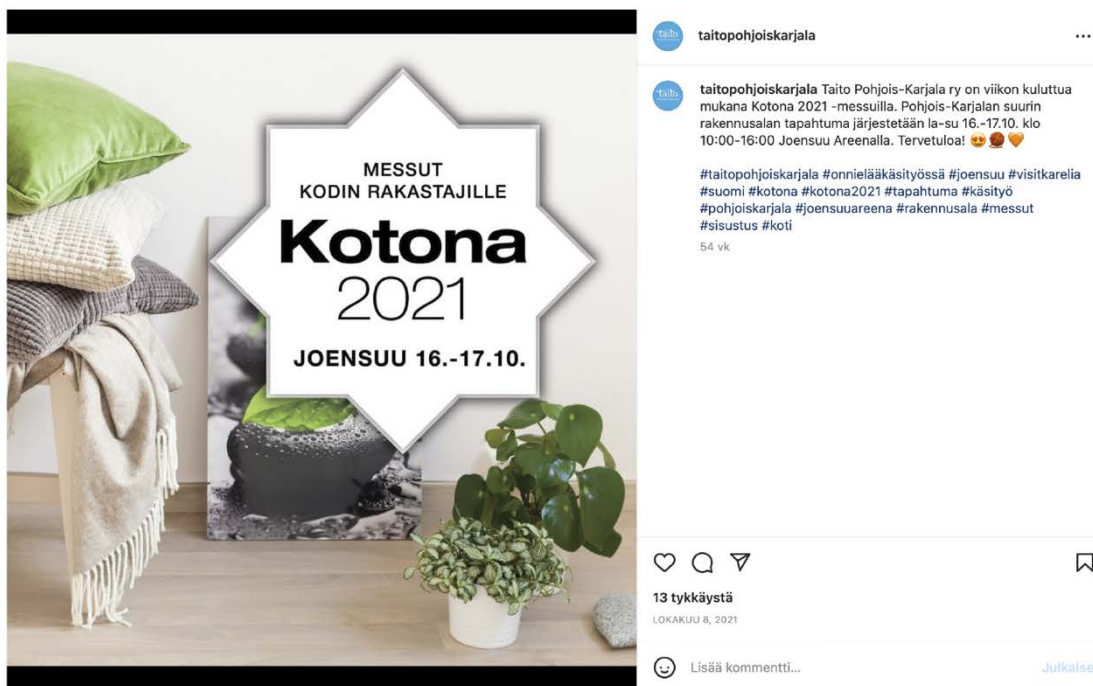 MESSUT
KODIN RAKASTAJILLE
Kotona
2021
JOENSUU 16.-17.10.
taito
taitopohjoiskarjala
taito
taitopohjoiskarjala Taito Pohjois-Karjala ry on viikon kuluttua
mukana Kotona 2021 -messuilla. Pohjois-Karjalan suurin
rakennusalan tapahtuma järjestetään la-su 16.-17.10. klo
10:00-16:00 Joensuu Areenalla. Tervetuloa! 😍🧶🧡
#taitopohjoiskarjala #onnielääkäsityössä #joensuu #visitkarelia
#suomi #kotona #kotona2021 #tapahtuma #käsityö
#pohjoiskarjala #joensuuareena #rakennusala #messut
#sisustus #koti
54 vk
13 tykkäystä
LOKAKUU 8, 2021
Lisää kommentti...
Julkaise